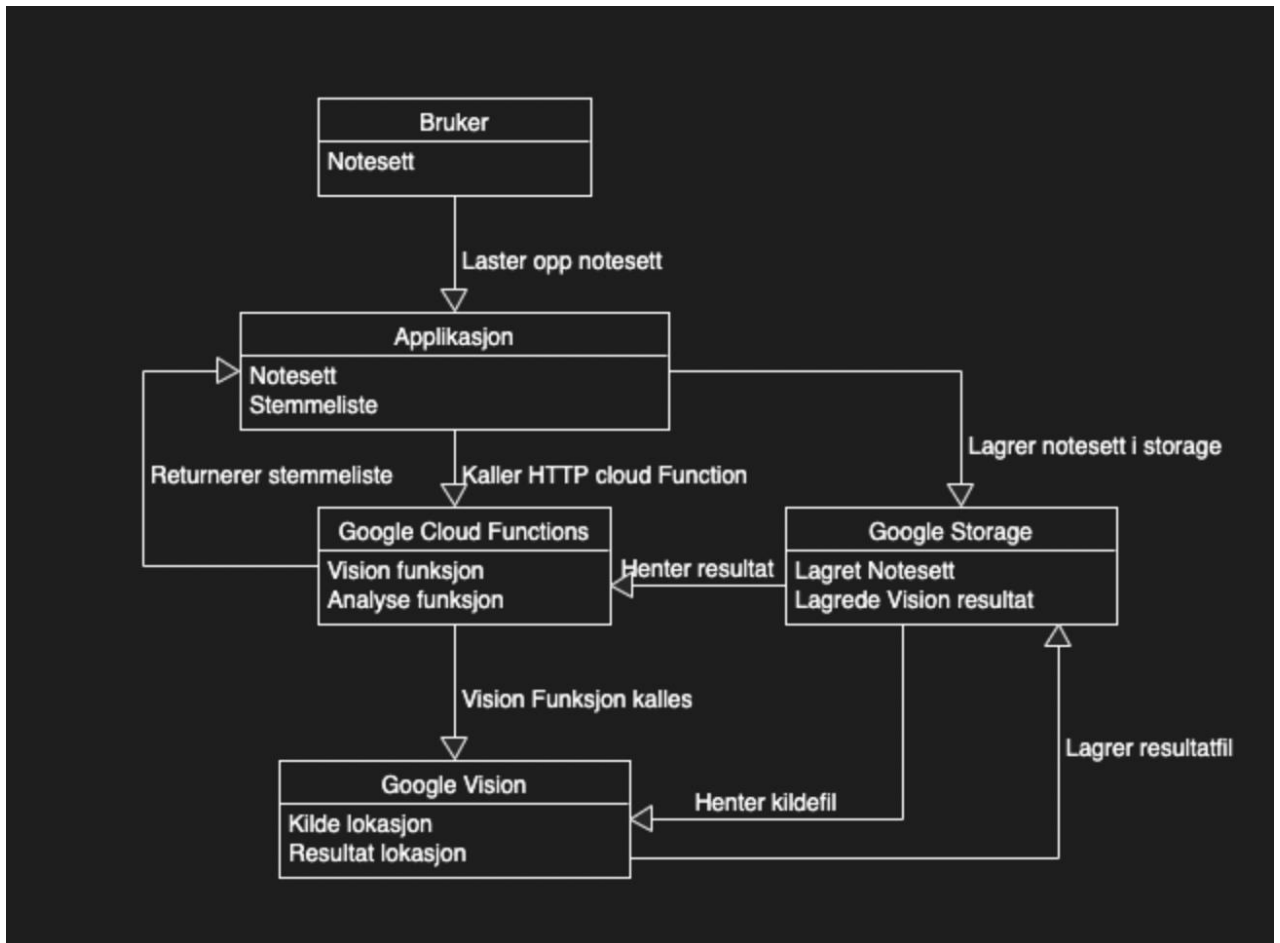 Bruker
Notesett
Laster opp notesett
Applikasjon
Notesett
Stemmeliste
Lagrer notesett i storage
Returnerer stemmeliste
Kaller HTTP cloud Function
Google Cloud Functions
Vision funksjon
Analyse funksjon
Henter resultat
Google Storage
Lagret Notesett
Lagrede Vision resultat
Vision Funksjon kalles
Lagrer resultatfil
Google Vision
Kilde lokasjon
Resultat lokasjon
Henter kildefil